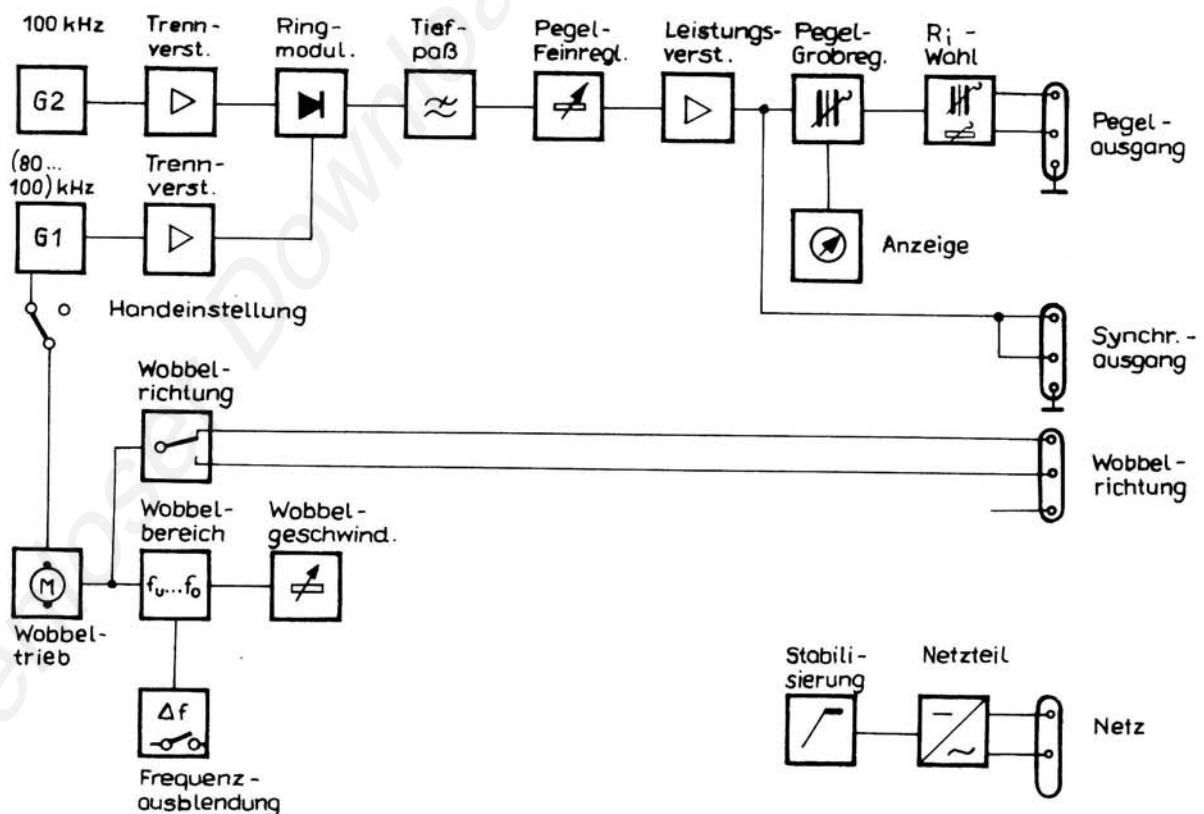 100 kHz
Trenn-
verst.
Ring-
modul.
Tief-
paß
Pegel-
Feinregl.
Leistungs-
verst.
Pegel-
Grobreg.
Ri -
Wahl
G2
Pegel-
ausgang
(80...
100) kHz
Trenn-
verst.
G1
Anzeige
Handeinstellung
Synchr.-
ausgang
Wobbel-
richtung
Wobbel-
richtung
Wobbel-
bereich
Wobbel-
geschwind.
M
fu...fo
Wobbel-
trieb
Δf
Frequenz-
ausblendung
Stabili-
sierung
Netzteil
Netz
enloser Downloa